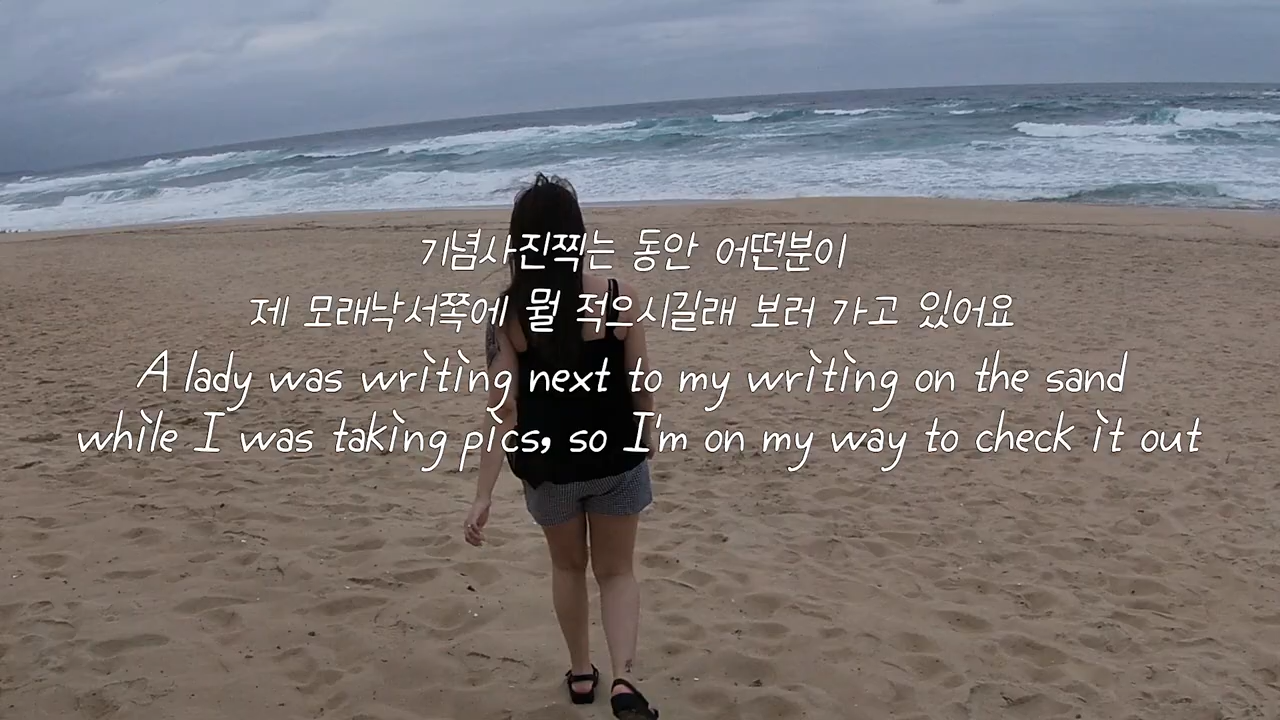 기념사진찍는 동안 어떤분이
제 모래낙서쪽에 뭘 적으시길래 보러 가고 있어요
A lady was writing next to my writing on the sand
while I was taking pics, so I'm on my way to check it out